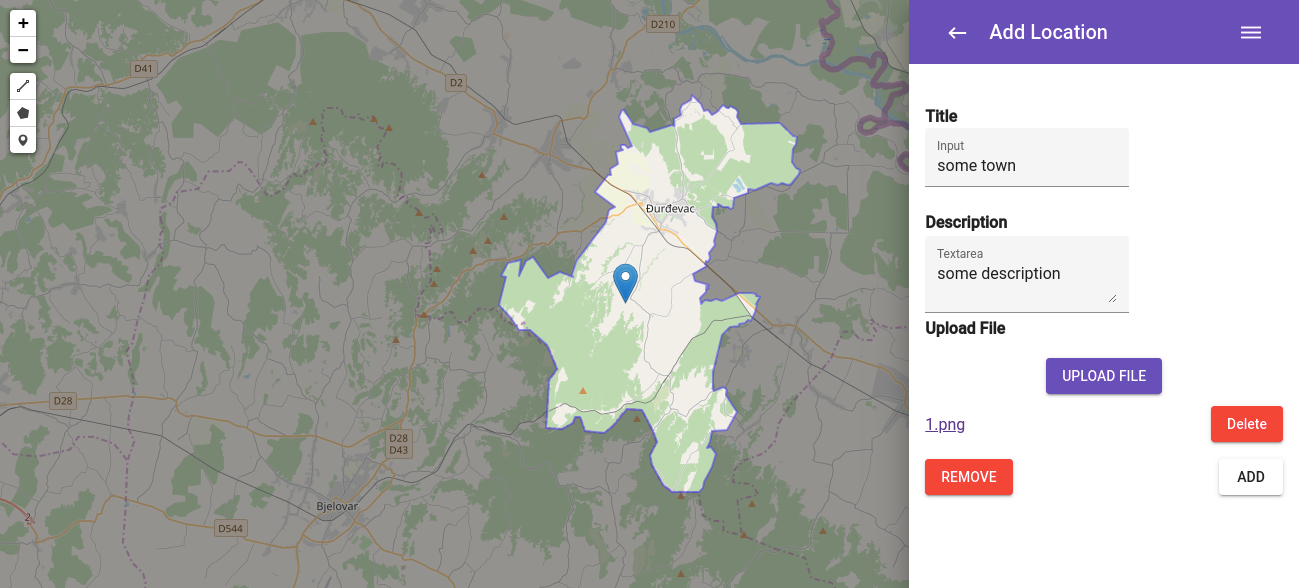 +
−
D210
D41
D2
Đurđevac
D28
D28
D43
Bjelovar
D544
2
Add Location
Title
Input
some town
Description
Textarea
some description
Upload File
UPLOAD FILE
1.png
Delete
REMOVE
ADD